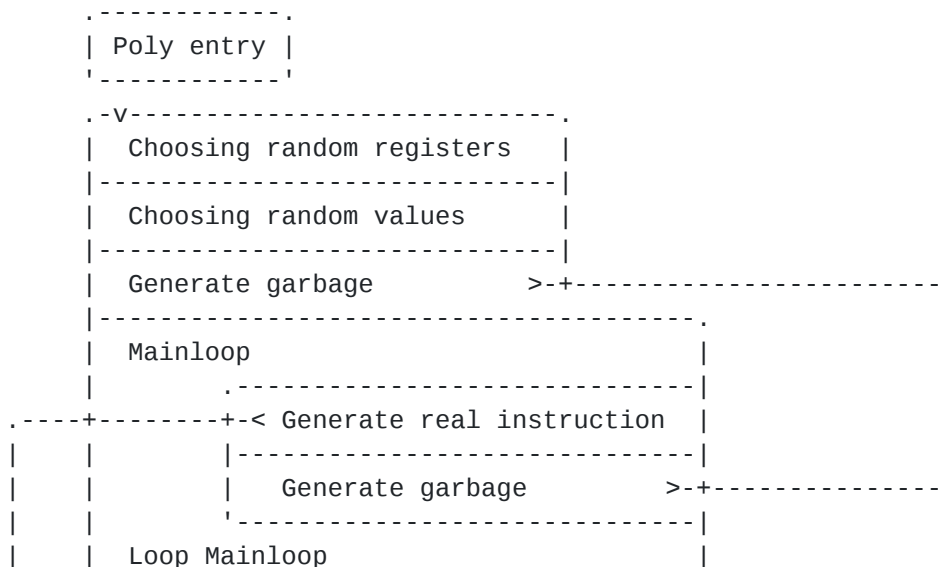 Poly entry
Choosing random registers
Choosing random values
Generate garbage
Mainloop
Generate real instruction
Generate garbage
Loop Mainloop